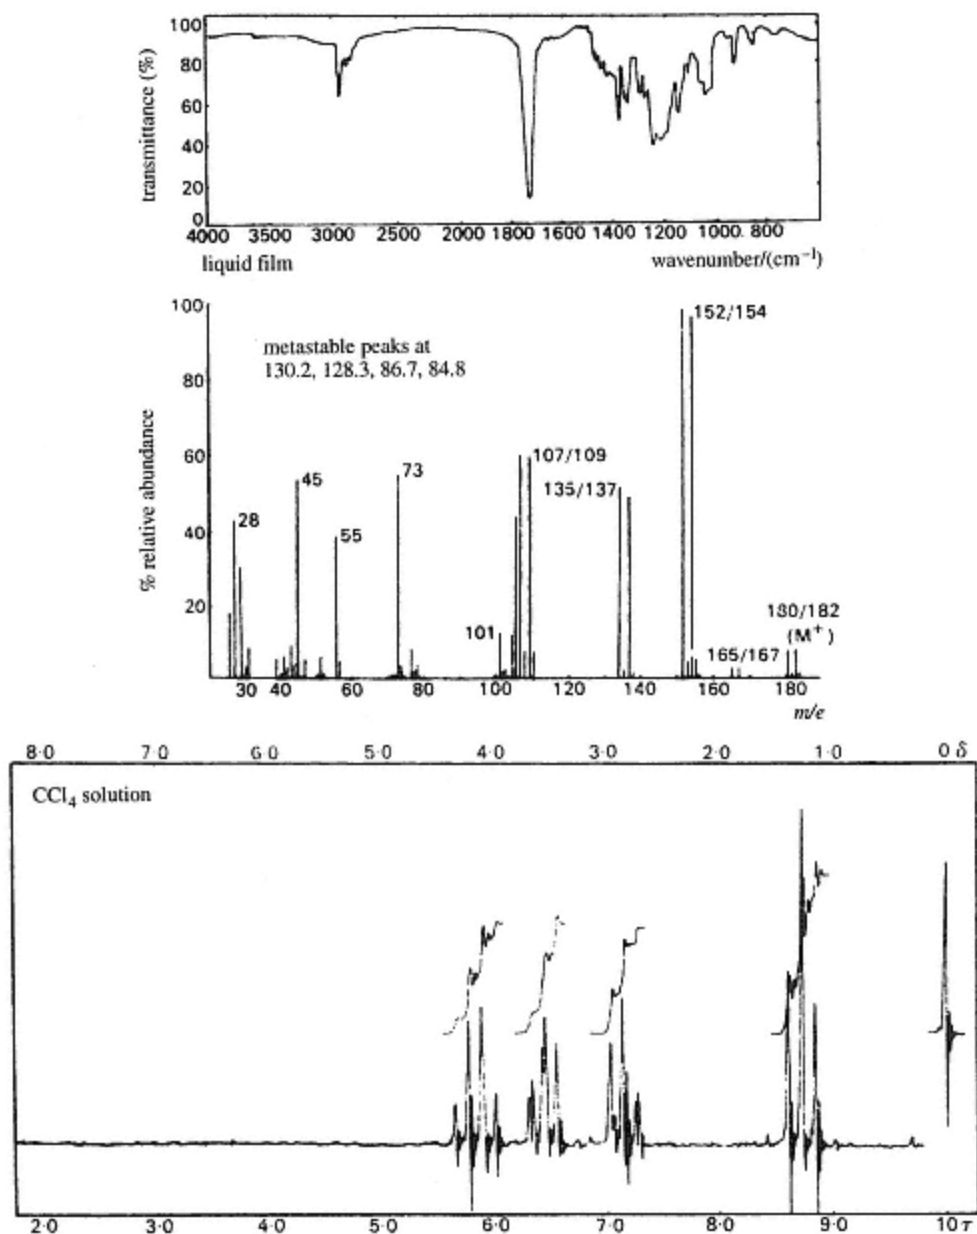 transmittance (%)
100
80
60
40
20
0
4000 3500 3000 2500 2000 1800 1600 1400 1200 1000. 800
liquid film
wavenumber/(cm⁻¹)
% relative abundance
100
80
60
40
20
metastable peaks at
130.2, 128.3, 86.7, 84.8
152/154
107/109
45
73
135/137
28
55
180/182
(M⁺)
101
165/167
30 40 60 80 100 120 140 160 180
m/e
8·0 7·0 6·0 5·0 4·0 3·0 2·0 1·0 0 δ
CCl₄ solution
2·0 3·0 4·0 5·0 6·0 7·0 8·0 9·0 10 τ